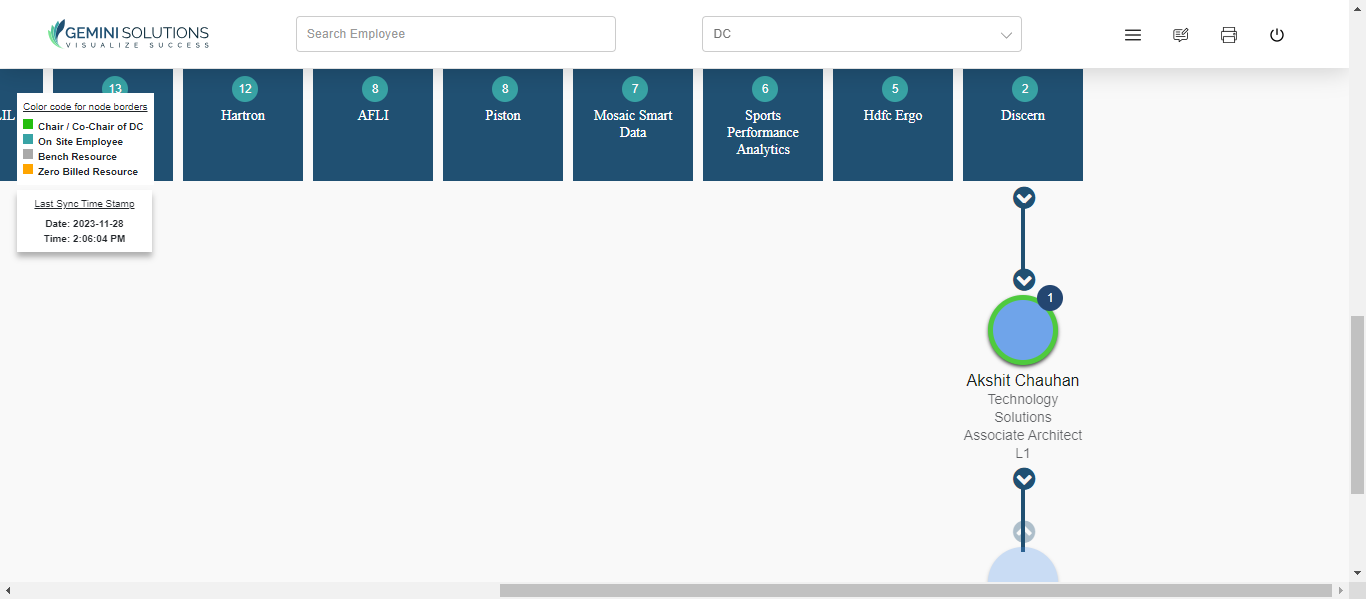 GEMINI SOLUTIONS
VISUALIZE SUCCESS
Search Employee
DC
13
12
8
8
7
6
5
2
Hartron
AFLI
Piston
Mosaic Smart
Data
Sports
Performance
Analytics
Hdfc Ergo
Discern
Color code for node borders
Chair / Co-Chair of DC
On Site Employee
Bench Resource
Zero Billed Resource
Last Sync Time Stamp
Date: 2023-11-28
Time: 2:06:04 PM
1
Akshit Chauhan
Technology
Solutions
Associate Architect
L1